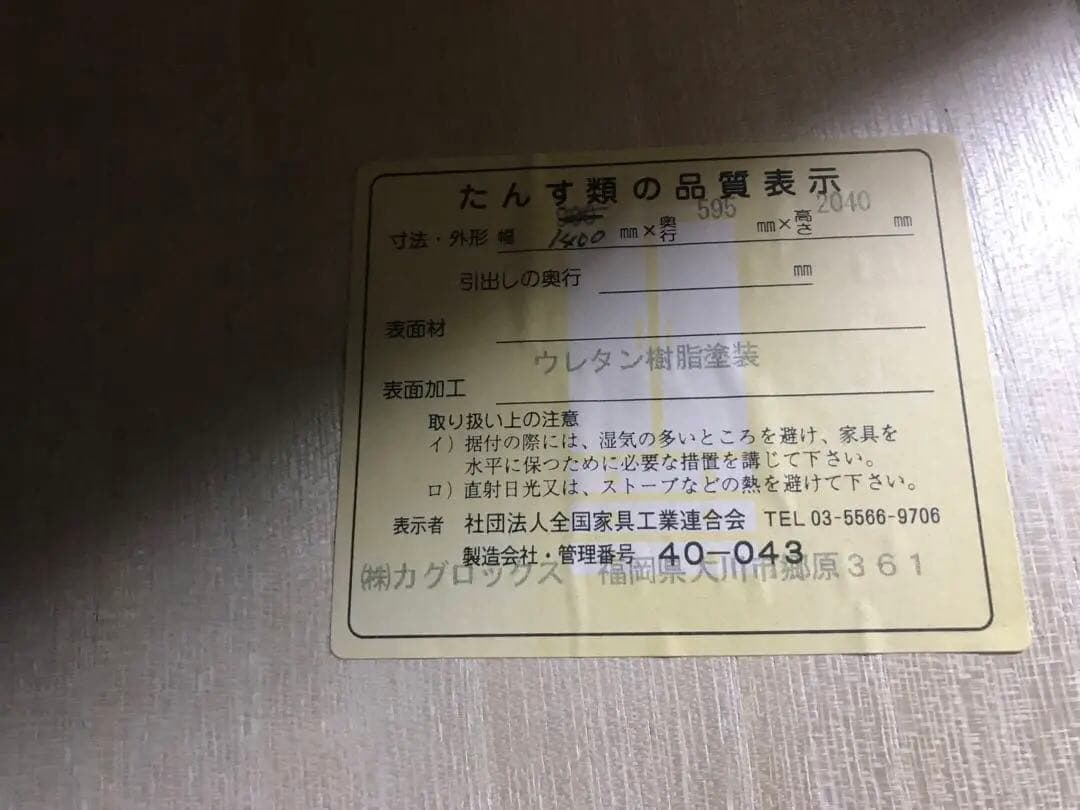 たんす類の品質表示
寸法・外形 幅 1400 mm×奥行 595 mm×高さ 2040 mm
引出しの奥行 mm
表面材
ウレタン樹脂塗装
表面加工
取り扱い上の注意
イ）据付の際には、湿気の多いところを避け、家具を
水平に保つために必要な措置を講じて下さい。
ロ）直射日光又は、ストーブなどの熱を避けて下さい。
表示者 社団法人全国家具工業連合会 TEL 03-5566-9706
製造会社・管理番号 40-043
㈱カグロックス 福岡県大川市郷原３６１